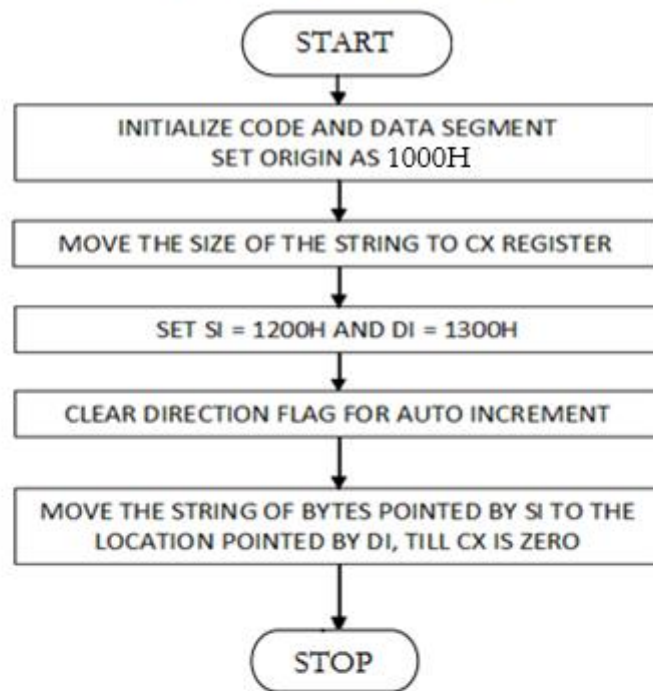 START
INITIALIZE CODE AND DATA SEGMENT
SET ORIGIN AS 1000H
MOVE THE SIZE OF THE STRING TO CX REGISTER
SET SI = 1200H AND DI = 1300H
CLEAR DIRECTION FLAG FOR AUTO INCREMENT
MOVE THE STRING OF BYTES POINTED BY SI TO THE
LOCATION POINTED BY DI, TILL CX IS ZERO
STOP